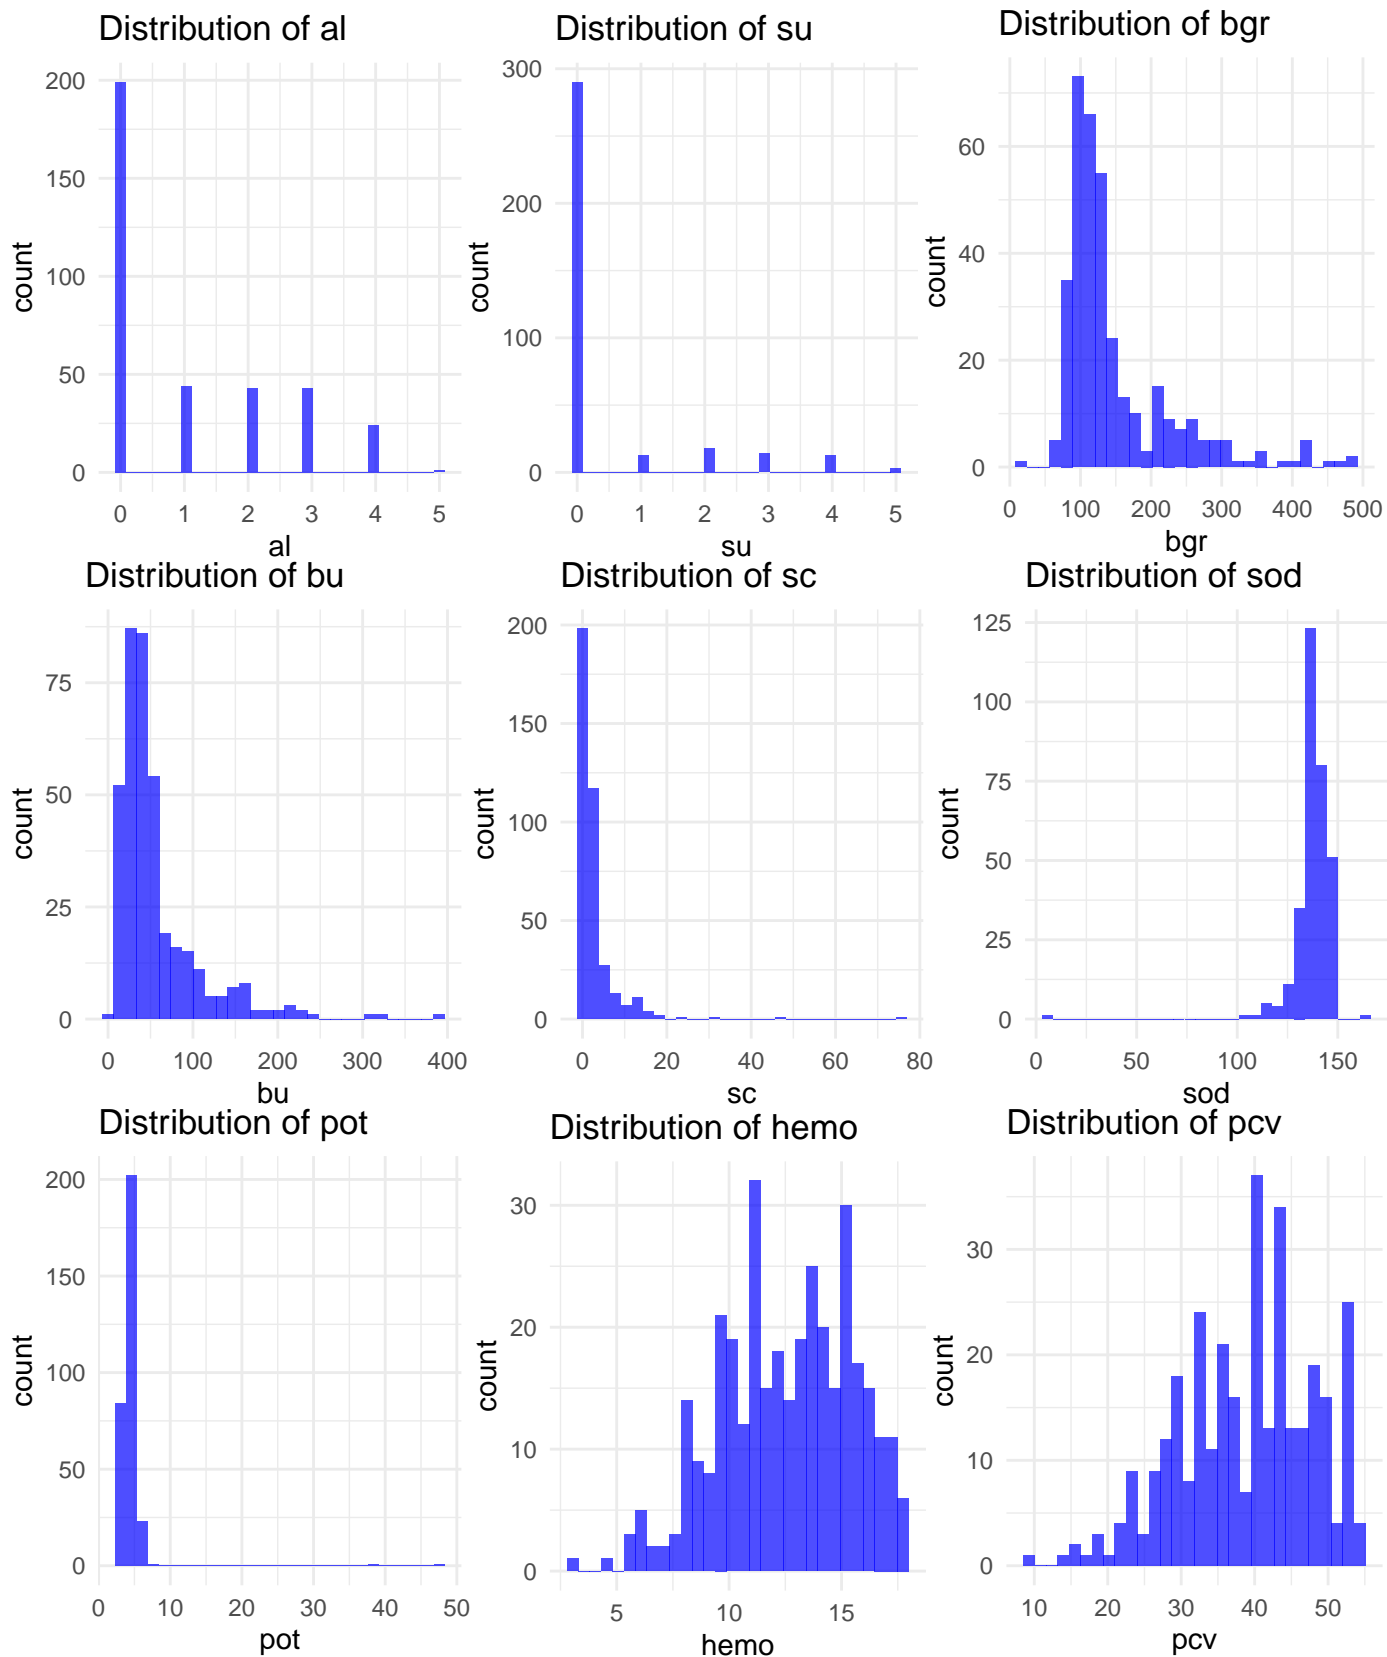 Distribution of al
200
150
100
50
0
count
0 1 2 3 4 5
al
Distribution of su
300
200
100
0
count
0 1 2 3 4 5
su
Distribution of bgr
60
40
20
0
count
0 100 200 300 400 500
bgr
Distribution of bu
75
50
25
0
count
0 100 200 300 400
bu
Distribution of sc
200
150
100
50
0
count
0 20 40 60 80
sc
Distribution of sod
125
100
75
50
25
0
count
0 50 100 150
sod
Distribution of pot
200
150
100
50
0
count
0 10 20 30 40 50
pot
Distribution of hemo
30
20
10
0
count
5 10 15
hemo
Distribution of pcv
30
20
10
0
count
10 20 30 40 50
pcv